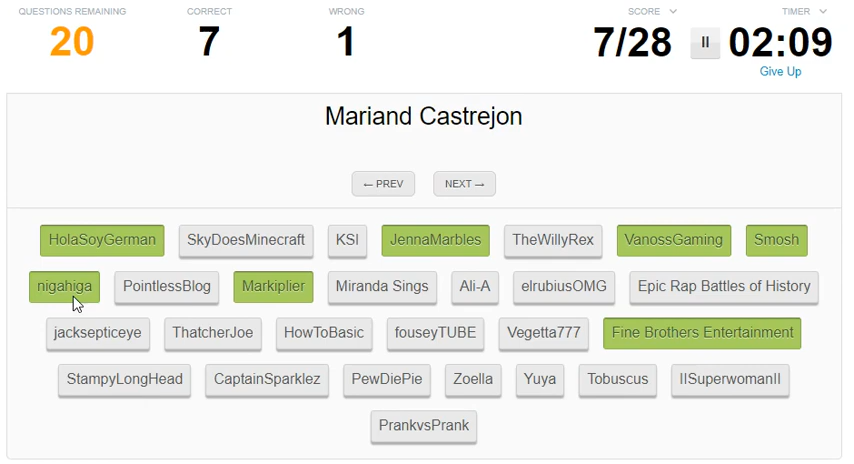 QUESTIONS REMAINING CORRECT WRONG SCORE TIMER
20 7 1 7/28 II 02:09
Give Up
Mariand Castrejon
← PREV NEXT →
HolaSoyGerman SkyDoesMinecraft KSI JennaMarbles TheWillyRex VanossGaming Smosh
nigahiga PointlessBlog Markiplier Miranda Sings Ali-A elrubiusOMG Epic Rap Battles of History
jacksepticeye ThatcherJoe HowToBasic fouseyTUBE Vegetta777 Fine Brothers Entertainment
StampyLongHead CaptainSparklez PewDiePie Zoella Yuya Tobuscus IISuperwomanII
PrankvsPrank